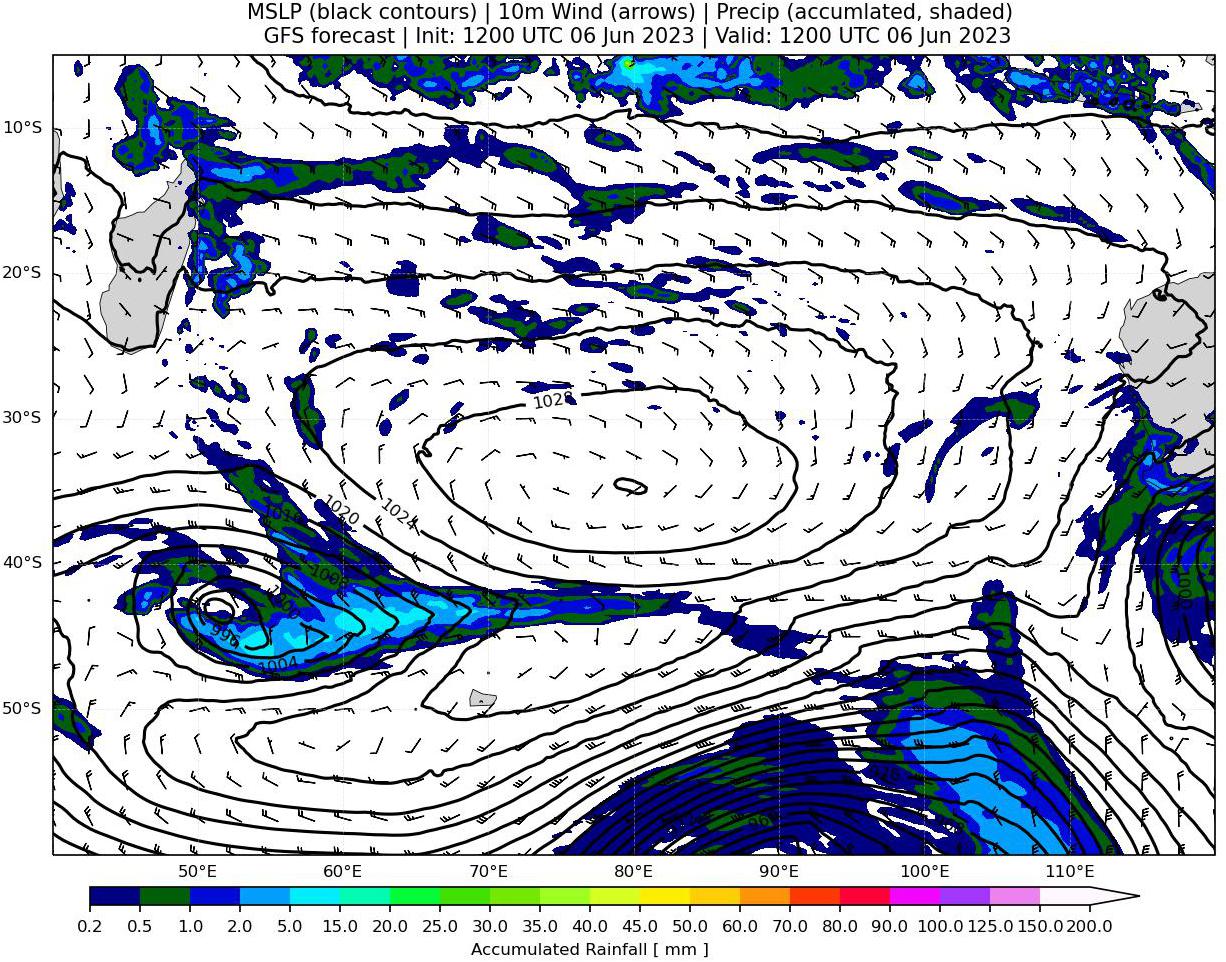 MSLP (black contours) | 10m Wind (arrows) | Precip (accumlated, shaded)
GFS forecast | Init: 1200 UTC 06 Jun 2023 | Valid: 1200 UTC 06 Jun 2023
10°S
20°S
1028
30°S
1020
1024
40°S
1008
1000
996
1004
50°S
50°E 60°E 70°E 80°E 90°E 100°E 110°E
0.2 0.5 1.0 2.0 5.0 10.0 15.0 20.0 25.0 30.0 35.0 40.0 45.0 50.0 60.0 70.0 80.0 90.0 100.0 125.0 150.0 200.0
Accumulated Rainfall [ mm ]